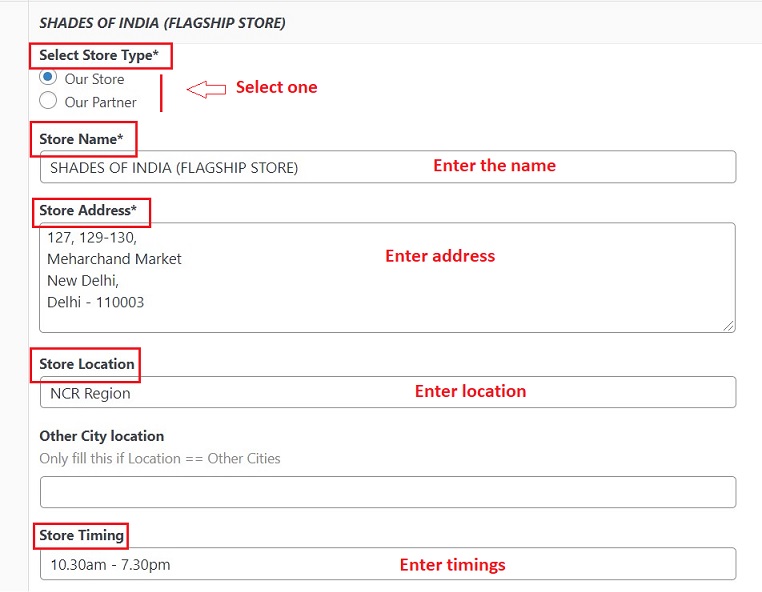 SHADES OF INDIA (FLAGSHIP STORE)
Select Store Type*
Our Store
Select one
Our Partner
Store Name*
SHADES OF INDIA (FLAGSHIP STORE) Enter the name
Store Address*
127, 129-130,
Meharchand Market
Enter address
New Delhi,
Delhi - 110003
Store Location
NCR Region Enter location
Other City location
Only fill this if Location == Other Cities
Store Timing
10.30am - 7.30pm Enter timings